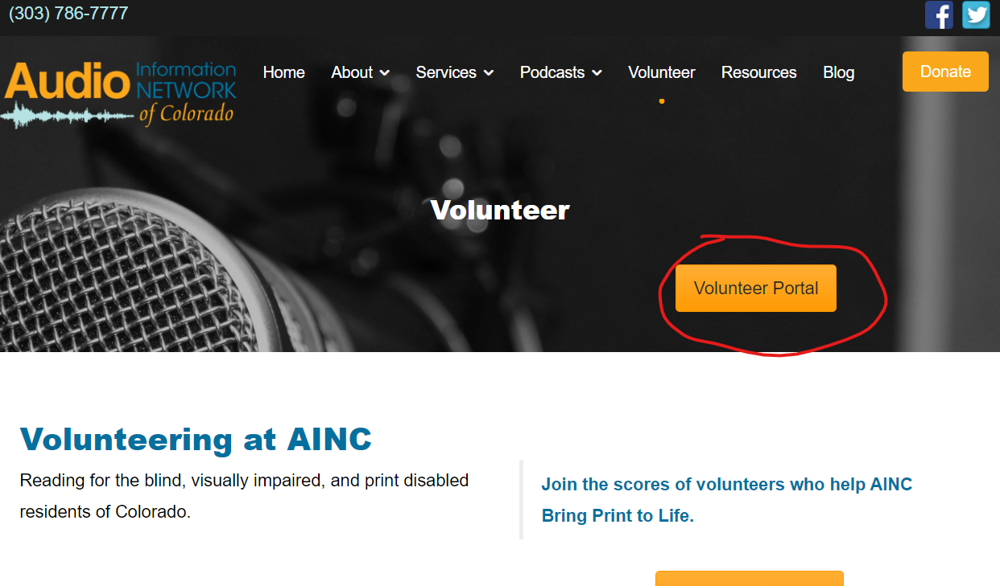 (303) 786-7777
Audio Information NETWORK of Colorado
Home About Services Podcasts Volunteer Resources Blog Donate
Volunteer
Volunteer Portal
Volunteering at AINC
Reading for the blind, visually impaired, and print disabled
residents of Colorado.
Join the scores of volunteers who help AINC
Bring Print to Life.